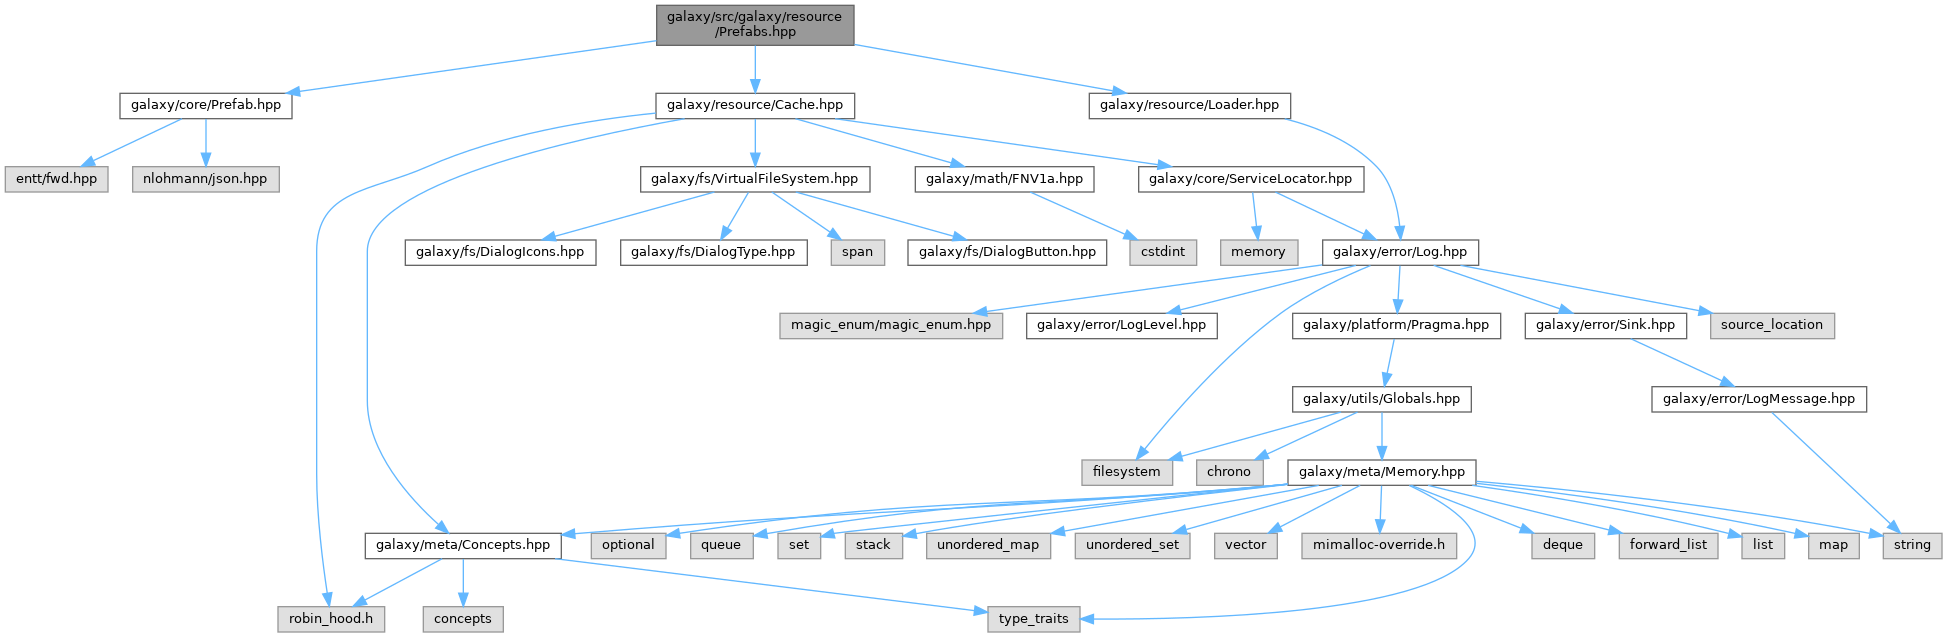 galaxy/src/galaxy/resource
/Prefabs.hpp
galaxy/core/Prefab.hpp
galaxy/resource/Cache.hpp
galaxy/resource/Loader.hpp
entt/fwd.hpp
nlohmann/json.hpp
galaxy/fs/VirtualFileSystem.hpp
galaxy/math/FNV1a.hpp
galaxy/core/ServiceLocator.hpp
galaxy/fs/DialogIcons.hpp
galaxy/fs/DialogType.hpp
span
galaxy/fs/DialogButton.hpp
cstdint
memory
galaxy/error/Log.hpp
magic_enum/magic_enum.hpp
galaxy/error/LogLevel.hpp
galaxy/platform/Pragma.hpp
galaxy/error/Sink.hpp
source_location
galaxy/utils/Globals.hpp
galaxy/error/LogMessage.hpp
filesystem
chrono
galaxy/meta/Memory.hpp
galaxy/meta/Concepts.hpp
optional
queue
set
stack
unordered_map
unordered_set
vector
mimalloc-override.h
deque
forward_list
list
map
string
robin_hood.h
concepts
type_traits